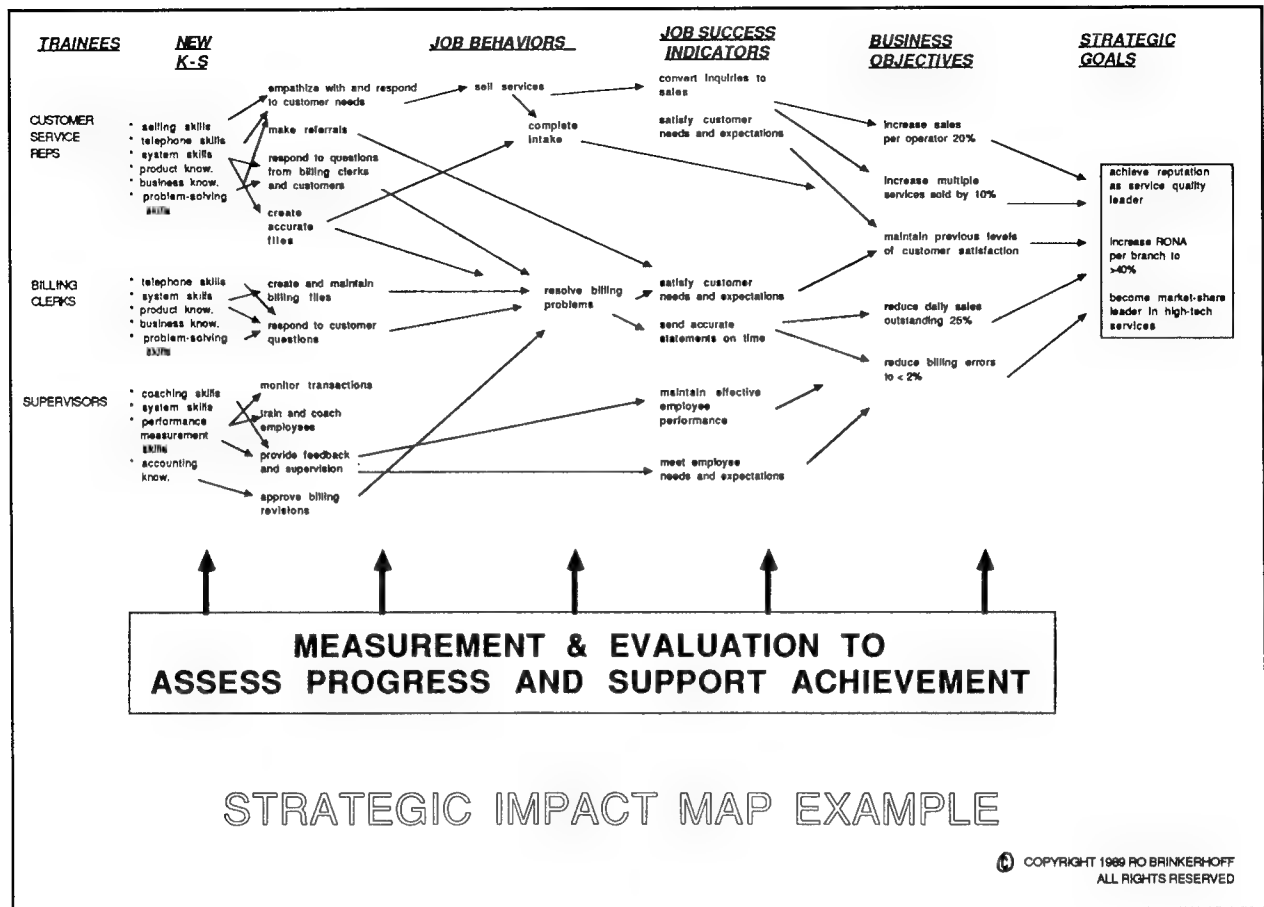 TRAINEES
NEW
K-S
JOB BEHAVIORS
JOB SUCCESS
INDICATORS
BUSINESS
OBJECTIVES
STRATEGIC
GOALS
CUSTOMER
SERVICE
REPS
• selling skills
• telephone skills
• system skills
• product know.
• business know.
• problem-solving
skills
empathize with and respond
to customer needs
make referrals
respond to questions
from billing clerks
and customers
create
accurate
files
sell services
complete
intake
convert inquiries to
sales
satisfy customer
needs and expectations
increase sales
per operator 20%
increase multiple
services sold by 10%
maintain previous levels
of customer satisfaction
achieve reputation
as service quality
leader
increase RONA
per branch to
>40%
become market-share
leader in high-tech
services
BILLING
CLERKS
• telephone skills
• system skills
• product know.
• business know.
• problem-solving
skills
create and maintain
billing files
respond to customer
questions
resolve billing
problems
satisfy customer
needs and expectations
send accurate
statements on time
reduce daily sales
outstanding 25%
reduce billing errors
to < 2%
SUPERVISORS
• coaching skills
• system skills
• performance
measurement
skills
• accounting
know.
monitor transactions
train and coach
employees
provide feedback
and supervision
approve billing
revisions
maintain effective
employee
performance
meet employee
needs and expectations
MEASUREMENT & EVALUATION TO
ASSESS PROGRESS AND SUPPORT ACHIEVEMENT
STRATEGIC IMPACT MAP EXAMPLE
© COPYRIGHT 1989 RO BRINKERHOFF
ALL RIGHTS RESERVED